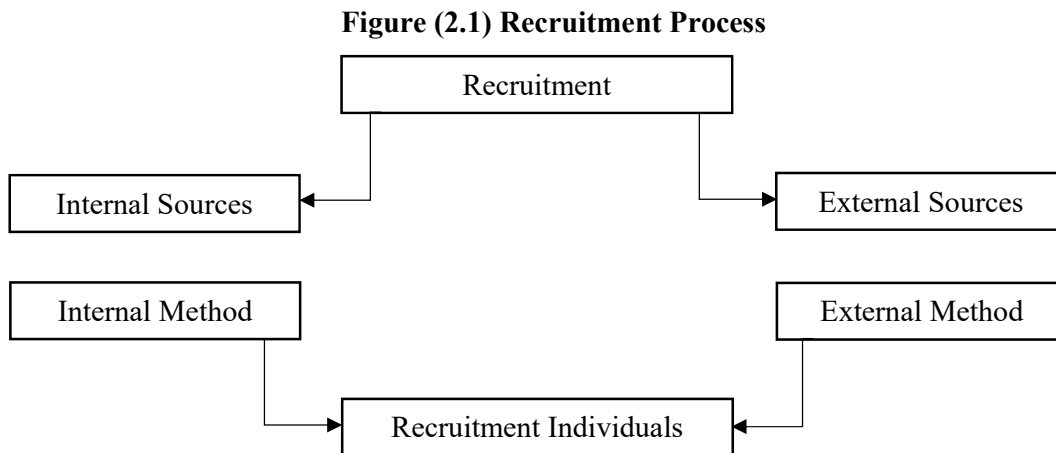 Figure (2.1) Recruitment Process
Recruitment
Internal Sources
External Sources
Internal Method
External Method
Recruitment Individuals